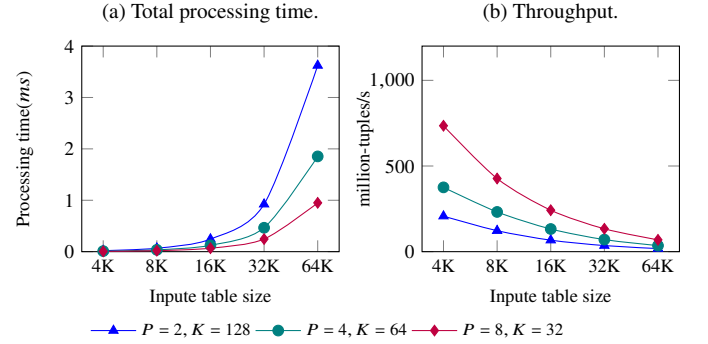 (a) Total processing time.
(b) Throughput.
Processing time(ms)
4
3
2
1
0
4K 8K 16K 32K 64K
Inpute table size
million-tuples/s
1,000
500
0
4K 8K 16K 32K 64K
Inpute table size
P = 2, K = 128 P = 4, K = 64 P = 8, K = 32